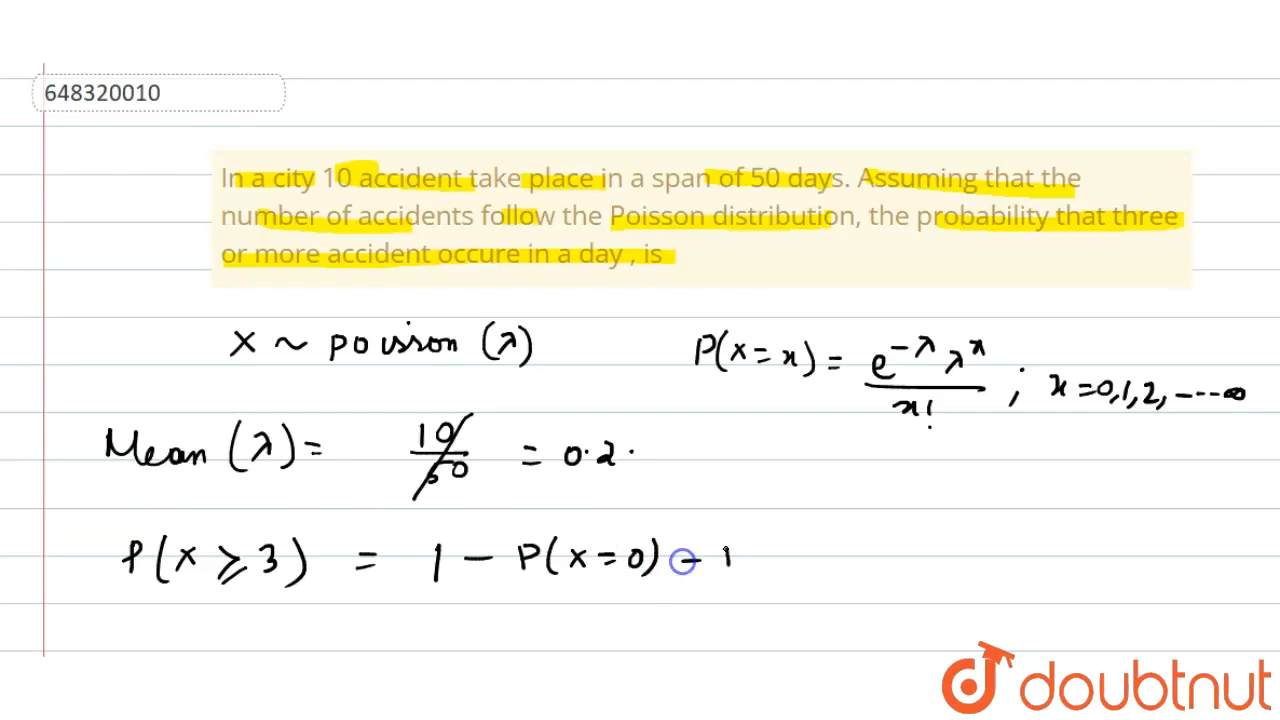 648320010
In a city 10 accident take place in a span of 50 days. Assuming that the
number of accidents follow the Poisson distribution, the probability that three
or more accident occure in a day , is
X ~ poisson (λ)
P(X = x) = e^-λ λ^x / x! ; x = 0,1,2, ---- ∞
Mean (λ) = 10/50 = 0.2.
P(X ⩾ 3) = 1 - P(X = 0) - 1
doubtnut